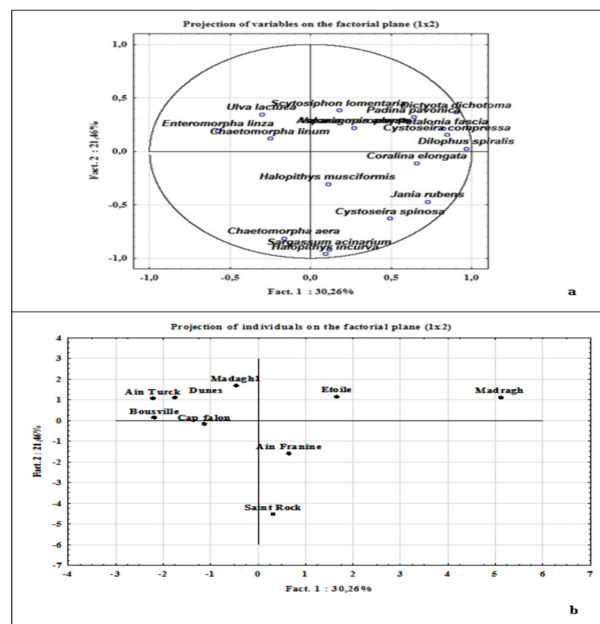 Projection of variables on the factorial plane (1x2)
1,0
0,5
0,0
-0,5
-1,0
Fact. 2 : 21,46%
Scytosiphon lomentaria
Dictyota dichotoma
Ulva lactuca
Padina pavonica
Petalonia fascia
Enteromorpha linza
Cystoseira compressa
Chaetomorpha linum
Dilophus spiralis
Coralina elongata
Halopithys musciformis
Jania rubens
Cystoseira spinosa
Chaetomorpha aera
Sargassum acinarium
Halopithys incurva
-1,0 -0,5 0,0 0,5 1,0
Fact. 1 : 30,26%
a
Projection of individuals on the factorial plane (1x2)
4
3
2
1
0
-1
-2
-3
-4
-5
-6
-7
Fact. 2 : 21,46%
Madagh1
Ain Turck Dunes Etoile Madragh
Bousville
Cap falon
Ain Franine
Saint Rock
-4 -3 -2 -1 0 1 2 3 4 5 6 7
Fact. 1 : 30,26%
b